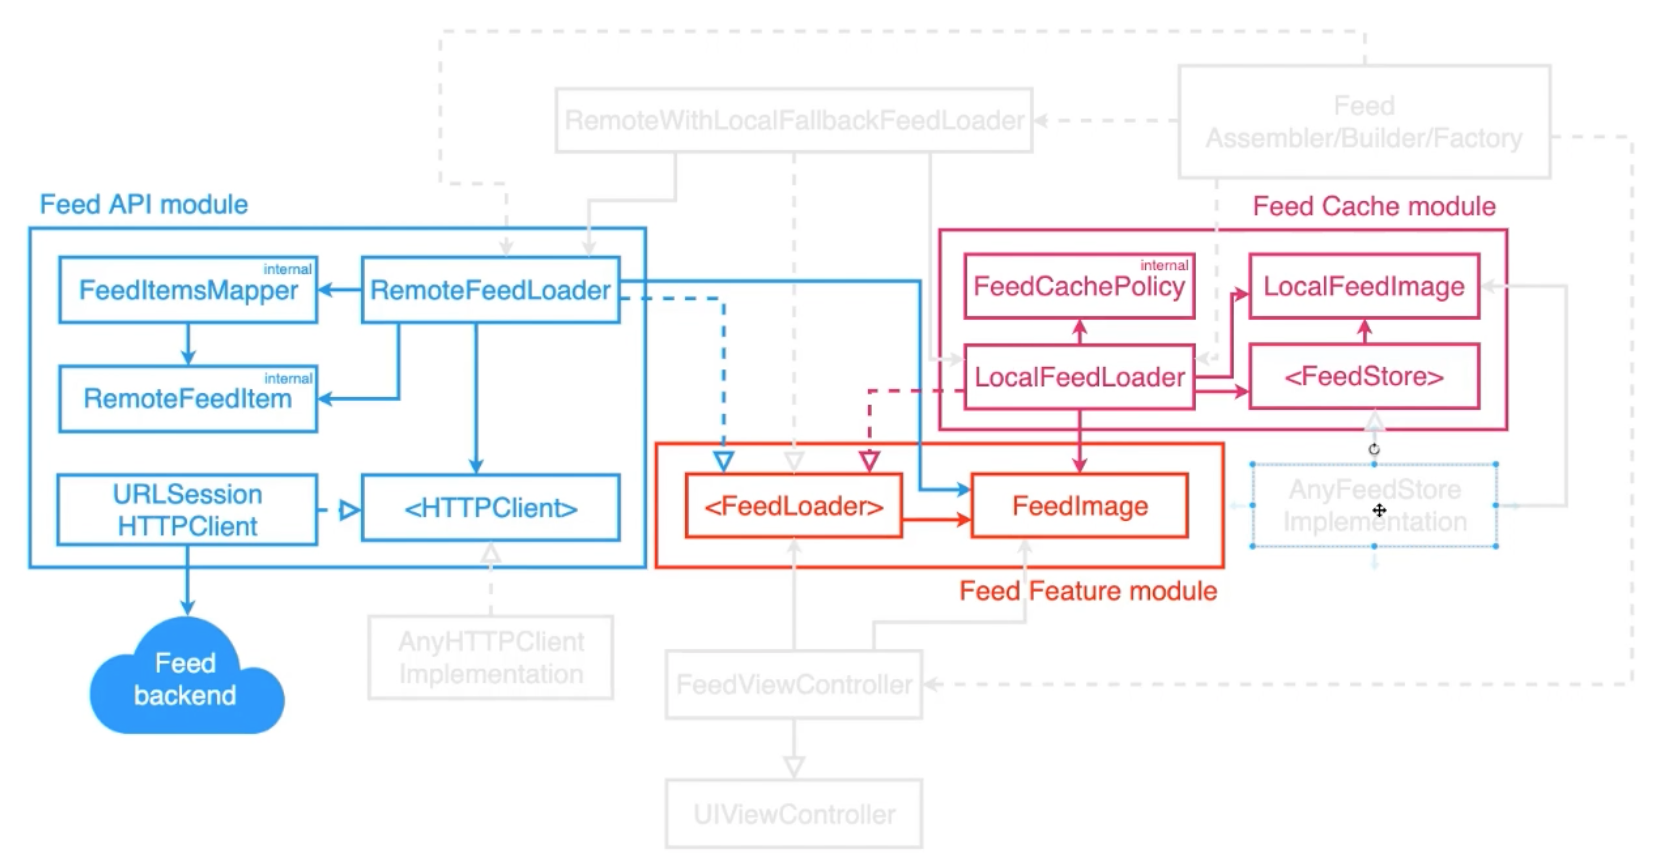 Feed
Assembler/Builder/Factory
RemoteWithLocalFallbackFeedLoader
Feed API module
Feed Cache module
internal
FeedItemsMapper
RemoteFeedLoader
internal
FeedCachePolicy
LocalFeedImage
internal
RemoteFeedItem
LocalFeedLoader
<FeedStore>
URLSession
HTTPClient
<HTTPClient>
<FeedLoader>
FeedImage
AnyFeedStore
Implementation
Feed Feature module
Feed
backend
AnyHTTPClient
Implementation
FeedViewController
UIViewController